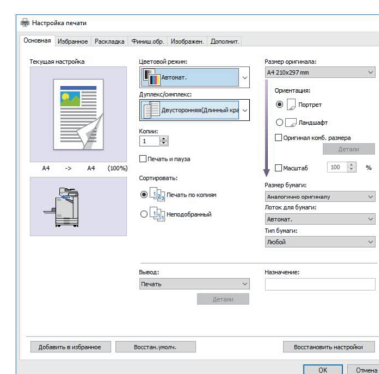 Настройка печати
Основная Избранное Раскладка Финиш обр. Изображен. Дополнит.
Текущая настройка
A4 -> A4 (100%)
Цветовой режим:
Автомат.
Дуплекс/симплекс:
Двусторонняя(Длинный кра
Копии:
1
Печать и пауза
Сортировать:
Печать по копиям
Неподобранный
Вывод:
Печать
Детали
Размер оригинала:
A4 210x297 mm
Ориентация:
Портрет
Ландшафт
Оригинал комб. размера
Детали
Масштаб 100 %
Размер бумаги:
Аналогично оригиналу
Лоток для бумаги:
Автомат.
Тип бумаги:
Любой
Назначение:
Добавить в избранное Восстан.умолч. Восстановить настройки
OK Отмена